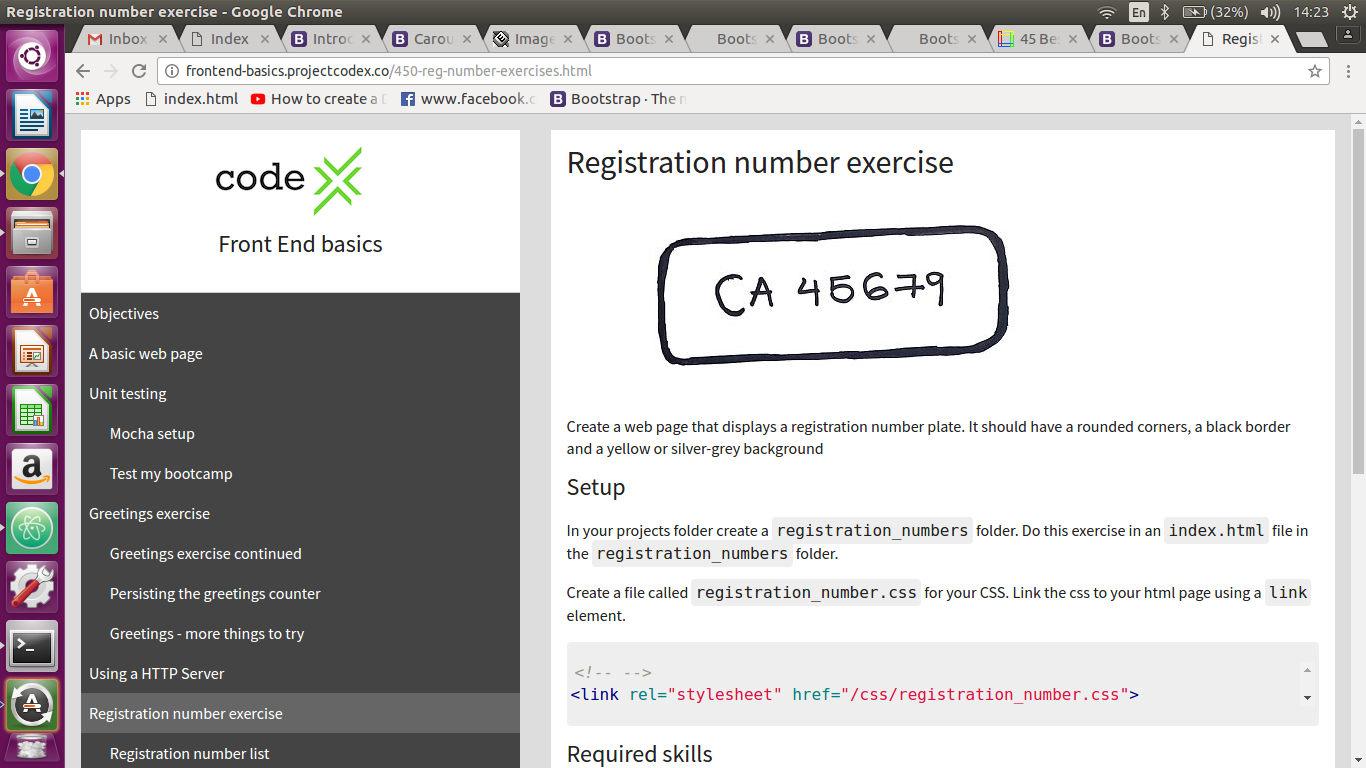 Registration number exercise - Google Chrome
En
(32%)
14:23
Inbox
Index
Introd
Carou
Image
Boots
Boots
Boots
Boots
45 Be
Boots
Regis
frontend-basics.projectcodex.co/450-reg-number-exercises.html
Apps
index.html
How to create a
www.facebook.c
Bootstrap · The
code
Front End basics
Objectives
A basic web page
Unit testing
Mocha setup
Test my bootcamp
Greetings exercise
Greetings exercise continued
Persisting the greetings counter
Greetings - more things to try
Using a HTTP Server
Registration number exercise
Registration number list
Registration number exercise
CA 45679
Create a web page that displays a registration number plate. It should have a rounded corners, a black border
and a yellow or silver-grey background
Setup
In your projects folder create a registration_numbers folder. Do this exercise in an index.html file in
the registration_numbers folder.
Create a file called registration_number.css for your CSS. Link the css to your html page using a link
element.
<!-- -->
<link rel="stylesheet" href="/css/registration_number.css">
Required skills